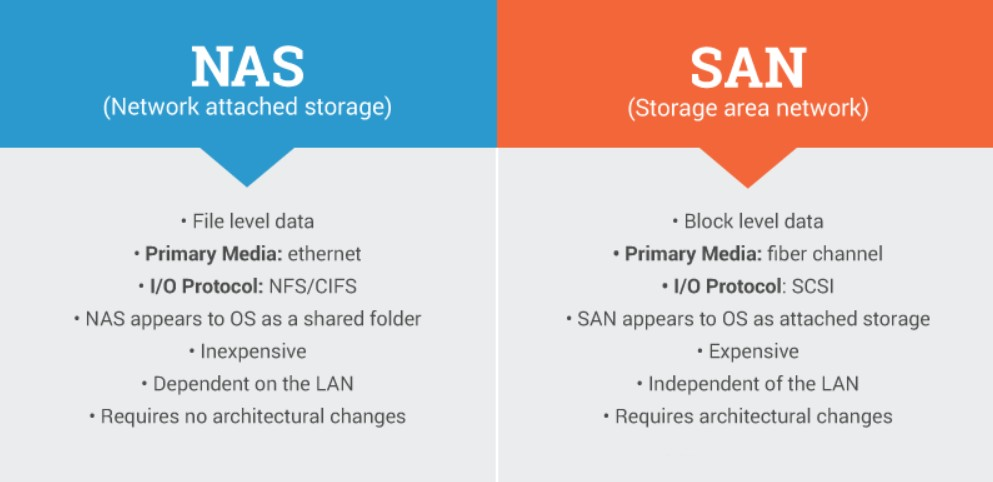 NAS
(Network attached storage)
• File level data
• Primary Media: ethernet
• I/O Protocol: NFS/CIFS
• NAS appears to OS as a shared folder
• Inexpensive
• Dependent on the LAN
• Requires no architectural changes
SAN
(Storage area network)
• Block level data
• Primary Media: fiber channel
• I/O Protocol: SCSI
• SAN appears to OS as attached storage
• Expensive
• Independent of the LAN
• Requires architectural changes